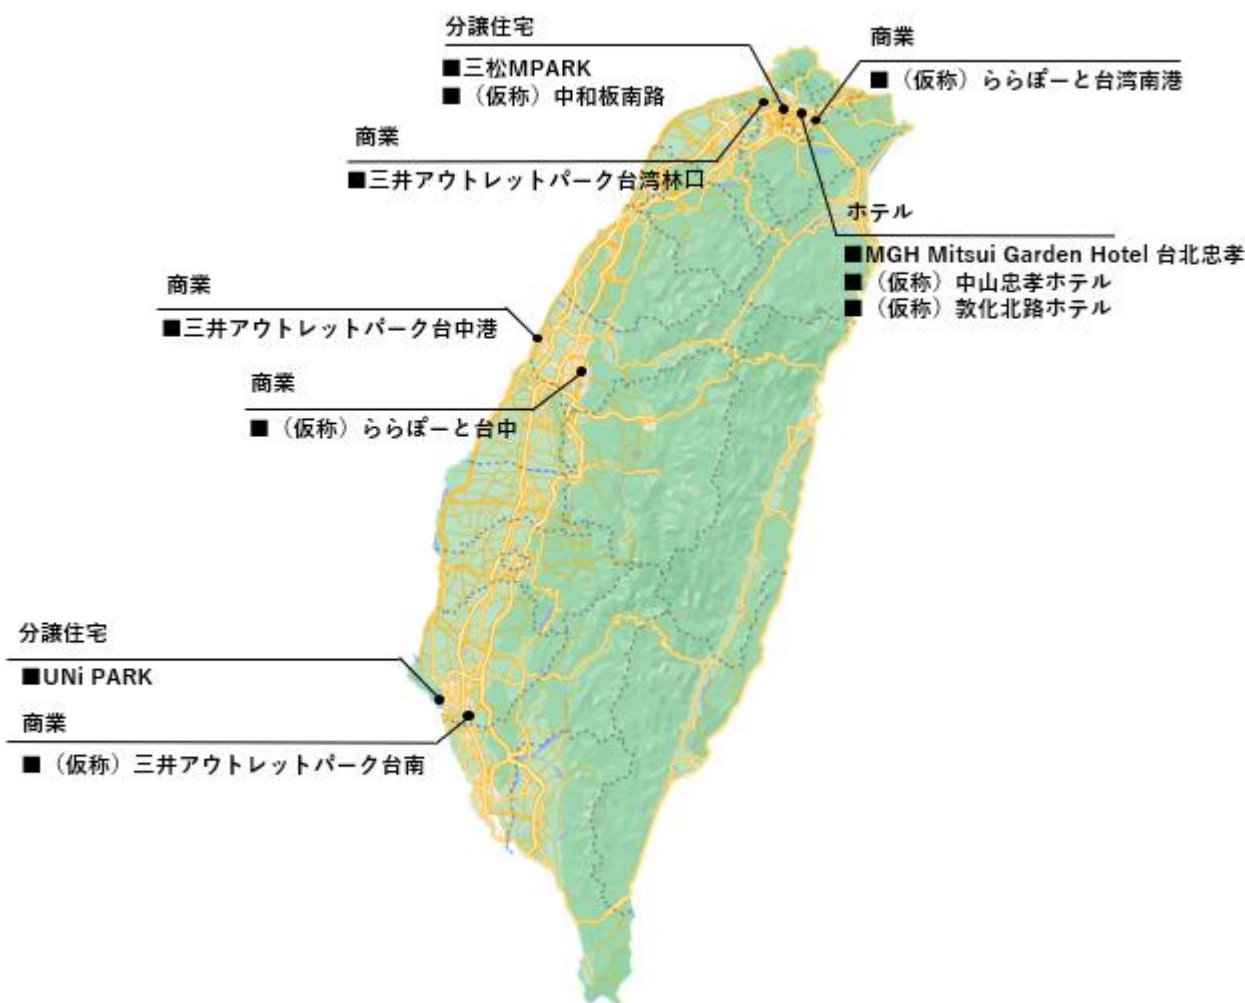 分譲住宅
■三松MPARK
■（仮称）中和板南路
商業
■（仮称）ららぽーと台湾南港
商業
■三井アウトレットパーク台湾林口
ホテル
■MGH Mitsui Garden Hotel 台北忠孝
■（仮称）中山忠孝ホテル
■（仮称）敦化北路ホテル
商業
■三井アウトレットパーク台中港
商業
■（仮称）ららぽーと台中
分譲住宅
■UNi PARK
商業
■（仮称）三井アウトレットパーク台南